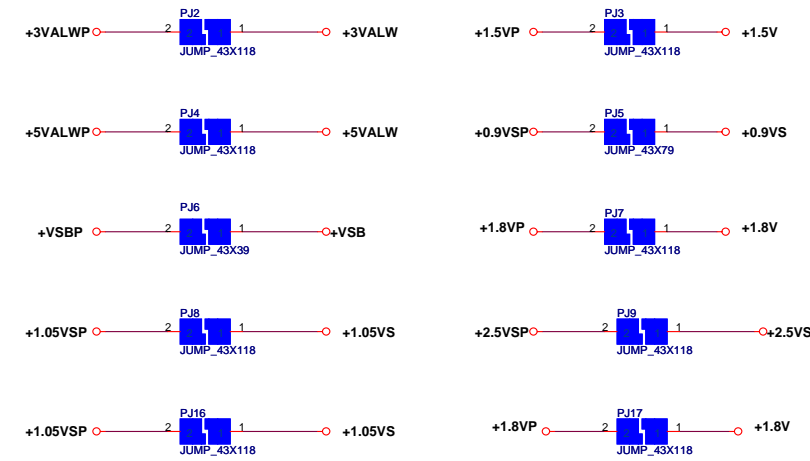 PJ2
+3VALWP 2 2 1 1 +3VALW
JUMP_43X118
PJ3
+1.5VP 2 2 1 1 +1.5V
JUMP_43X118
PJ4
+5VALWP 2 2 1 1 +5VALW
JUMP_43X118
PJ5
+0.9VSP 2 2 1 1 +0.9VS
JUMP_43X79
PJ6
+VSBP 2 2 1 1 +VSB
JUMP_43X39
PJ7
+1.8VP 2 2 1 1 +1.8V
JUMP_43X118
PJ8
+1.05VSP 2 2 1 1 +1.05VS
JUMP_43X118
PJ9
+2.5VSP 2 2 1 1 +2.5VS
JUMP_43X118
PJ16
+1.05VSP 2 2 1 1 +1.05VS
JUMP_43X118
PJ17
+1.8VP 2 2 1 1 +1.8V
JUMP_43X118